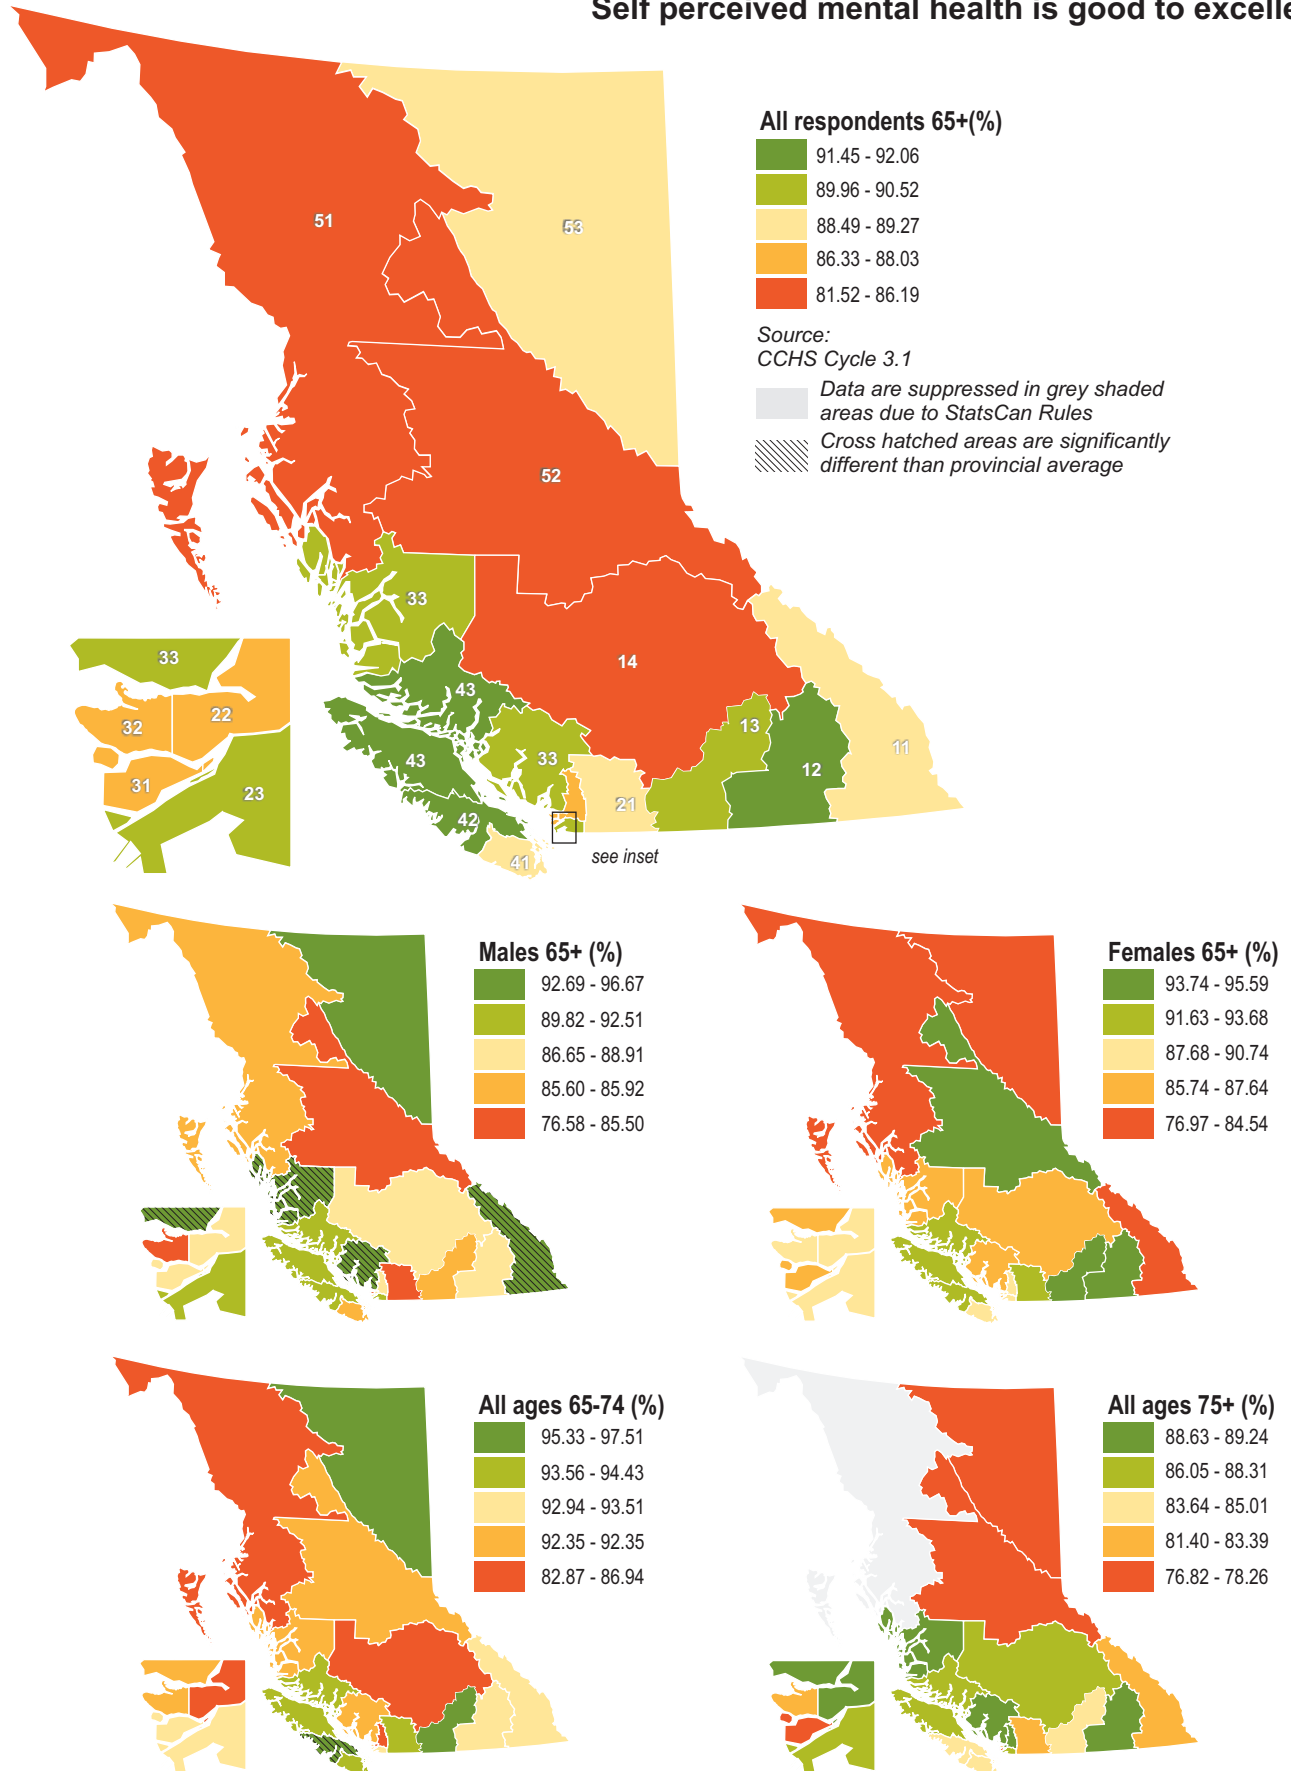 Self perceived mental health is good to excelle
All respondents 65+(%)
91.45 - 92.06
89.96 - 90.52
88.49 - 89.27
86.33 - 88.03
81.52 - 86.19
Source:
CCHS Cycle 3.1
Data are suppressed in grey shaded
areas due to StatsCan Rules
Cross hatched areas are significantly
different than provincial average
51
53
52
33
14
43
13
11
43
33
12
21
42
41
see inset
33
22
32
31
23
Males 65+ (%)
92.69 - 96.67
89.82 - 92.51
86.65 - 88.91
85.60 - 85.92
76.58 - 85.50
Females 65+ (%)
93.74 - 95.59
91.63 - 93.68
87.68 - 90.74
85.74 - 87.64
76.97 - 84.54
All ages 65-74 (%)
95.33 - 97.51
93.56 - 94.43
92.94 - 93.51
92.35 - 92.35
82.87 - 86.94
All ages 75+ (%)
88.63 - 89.24
86.05 - 88.31
83.64 - 85.01
81.40 - 83.39
76.82 - 78.26